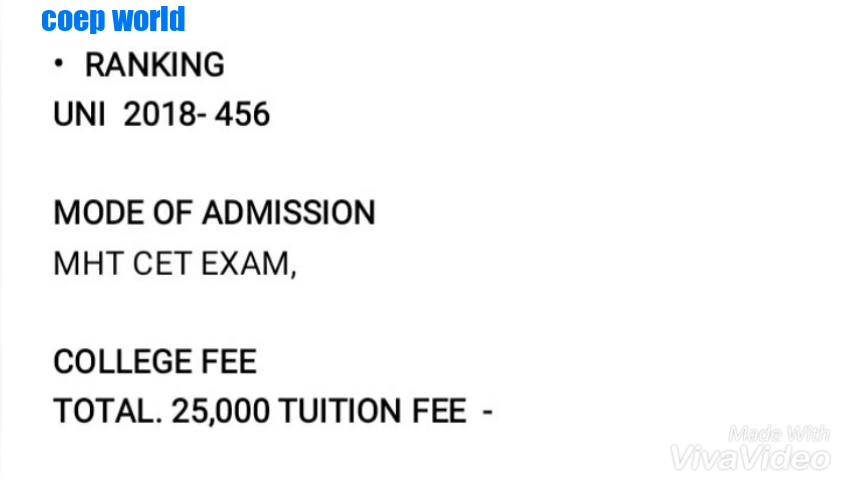 coep world
• RANKING
UNI 2018- 456
MODE OF ADMISSION
MHT CET EXAM,
COLLEGE FEE
TOTAL. 25,000 TUITION FEE -
Made With
VivaVideo